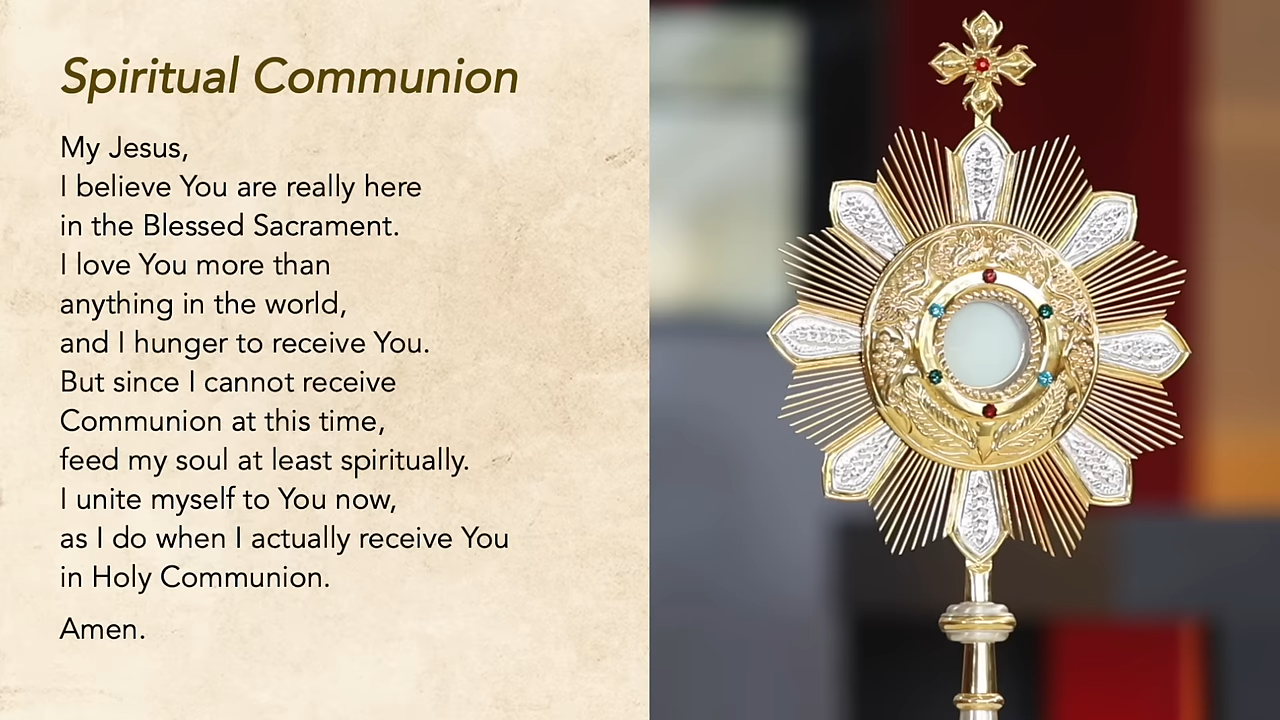 Spiritual Communion
My Jesus,
I believe You are really here
in the Blessed Sacrament.
I love You more than
anything in the world,
and I hunger to receive You.
But since I cannot receive
Communion at this time,
feed my soul at least spiritually.
I unite myself to You now,
as I do when I actually receive You
in Holy Communion.
Amen.